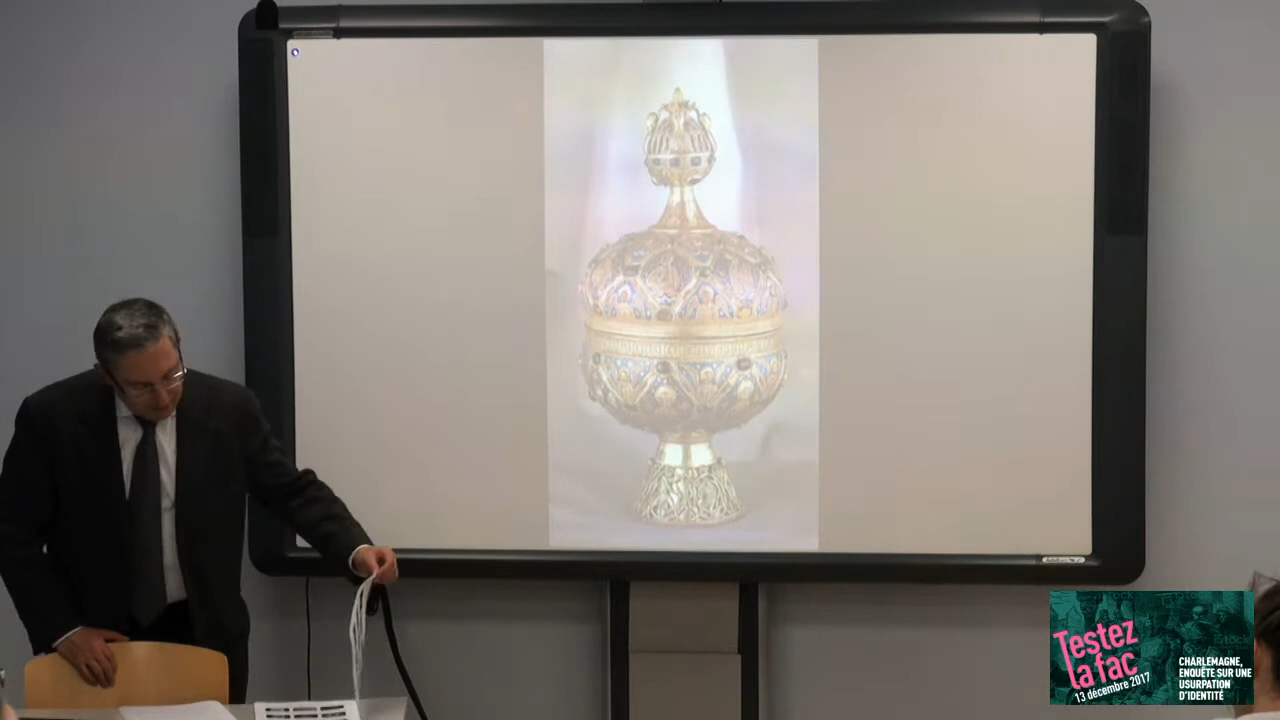 Testez
la fac
13 décembre 2017
CHARLEMAGNE,
ENQUÊTE SUR UNE
USURPATION
D'IDENTITÉ